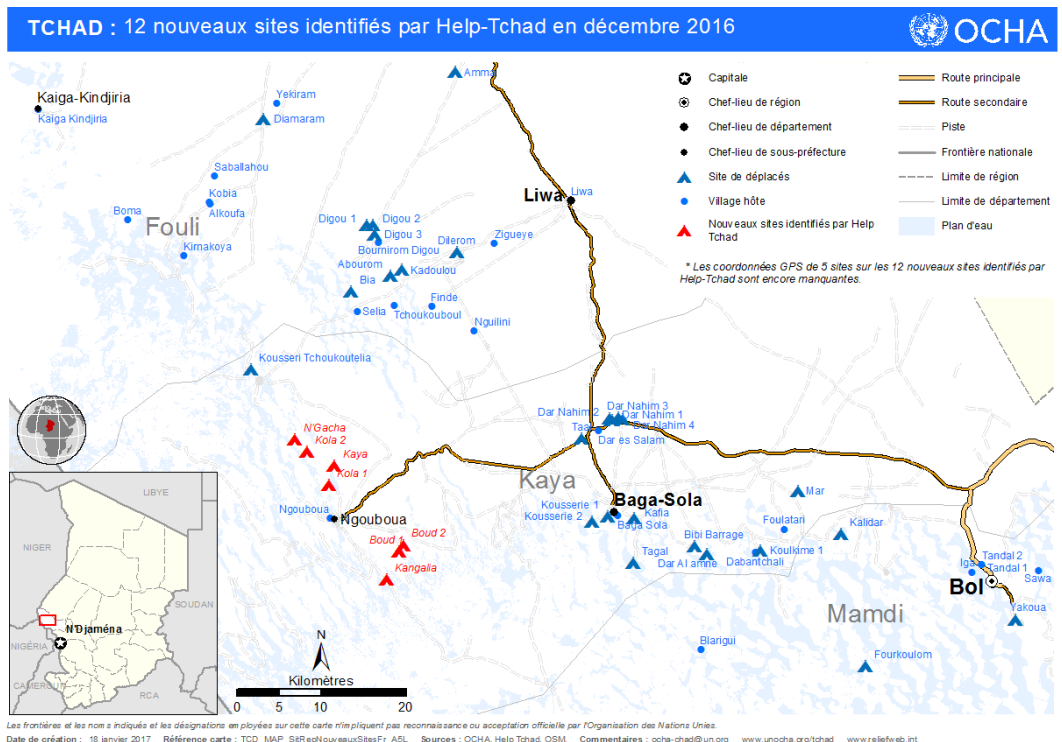 TCHAD : 12 nouveaux sites identifiés par Help-Tchad en décembre 2016
OCHA
Capitale
Chef-lieu de région
Chef-lieu de département
Chef-lieu de sous-préfecture
Site de déplacés
Village hôte
Nouveaux sites identifiés par Help
Tchad
Route principale
Route secondaire
Piste
Frontière nationale
Limite de région
Limite de département
Plan d'eau
* Les coordonnées GPS de 5 sites sur les 12 nouveaux sites identifiés par
Help-Tchad sont encore manquantes.
Amma
Kaiga-Kindjiria
Kaiga Kindjiria
Yekiram
Diamaram
Saballahou
Kobia
Alkoufa
Boma
Fouli
Kirnakoya
Liwa
Liwa
Digou 1
Digou 2
Digou 3
Bournirom Digou
Dilerom
Zigueye
Abourom
Kadoulou
Bia
Selia
Tchoukouboul
Finde
Nguilini
Kousseri Tchoukoutelia
Dar Nahim 3
Dar Nahim 2
Dar Nahim 1
Dar Nahim 4
Dar es Salam
N'Gacha
Kola 2
Kaya
Kola 1
Kaya
Ngouboua
Ngouboua
Baga-Sola
Kousserie 1
Kousserie 2
Kafia
Baga Sola
Mar
Foulatari
Kalidar
Boud 2
Boud 1
Kangalia
Bibi Barrage
Tagal
Dar Al amne
Dabantchali
Koulkime 1
Iga
Tandal 2
Tandal 1
Sawa
Bol
Yakoua
Mamdi
Blarigui
Fourkoulom
LIBYE
NIGER
SOUDAN
N'Djaména
NIGÉRIA
CAMEROUN
RCA
N
Kilomètres
0 5 10 20
Les frontières et les noms indiqués et les désignations employées sur cette carte n'impliquent pas reconnaissance ou acceptation officielle par l'Organisation des Nations Unies.
Date de création : 18 janvier 2017 Référence carte : TCD_MAP_SitRepNouveauxSitesFr_A5L Sources : OCHA, Help Tchad, OSM. Commentaires : ocha-chad@un.org www.unocha.org/tchad www.reliefweb.int